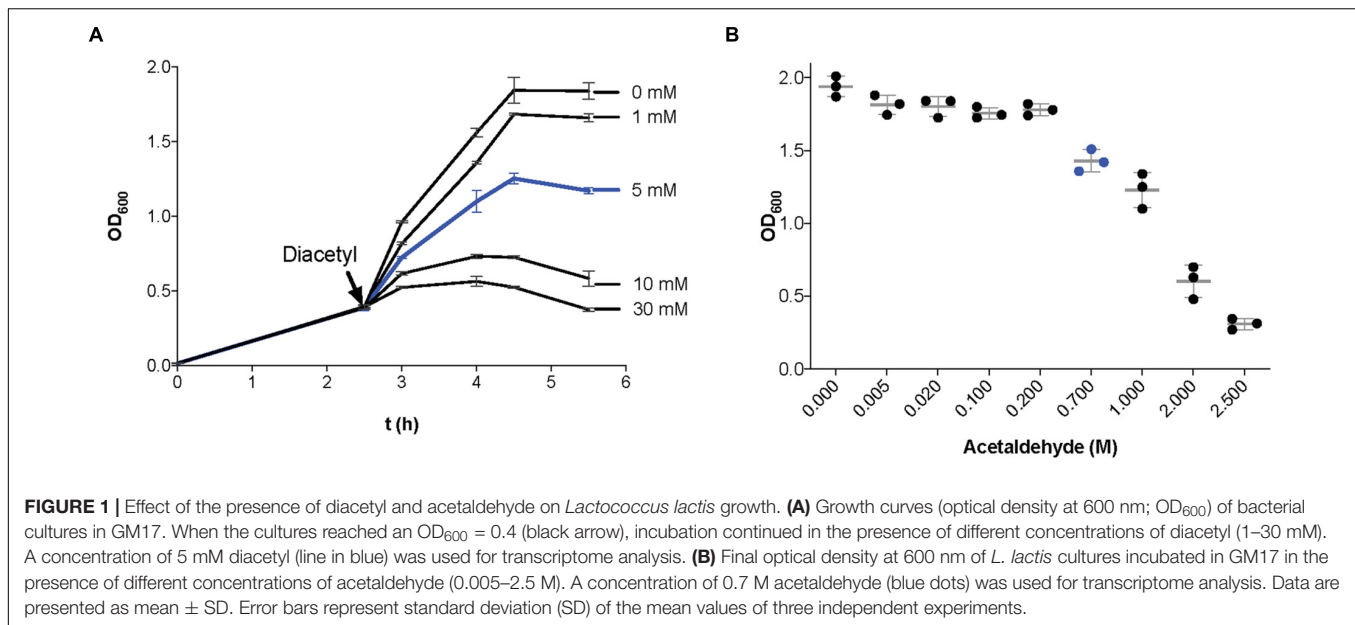 A
2.0
1.5
1.0
0.5
0.0
OD600
Diacetyl
0 mM
1 mM
5 mM
10 mM
30 mM
0 1 2 3 4 5 6
t (h)
B
2.0
1.5
1.0
0.5
0.0
OD600
0.000 0.005 0.020 0.100 0.200 0.700 1.000 2.000 2.500
Acetaldehyde (M)
FIGURE 1 | Effect of the presence of diacetyl and acetaldehyde on Lactococcus lactis growth. (A) Growth curves (optical density at 600 nm; OD600) of bacterial
cultures in GM17. When the cultures reached an OD600 = 0.4 (black arrow), incubation continued in the presence of different concentrations of diacetyl (1–30 mM).
A concentration of 5 mM diacetyl (line in blue) was used for transcriptome analysis. (B) Final optical density at 600 nm of L. lactis cultures incubated in GM17 in the
presence of different concentrations of acetaldehyde (0.005–2.5 M). A concentration of 0.7 M acetaldehyde (blue dots) was used for transcriptome analysis. Data are
presented as mean ± SD. Error bars represent standard deviation (SD) of the mean values of three independent experiments.